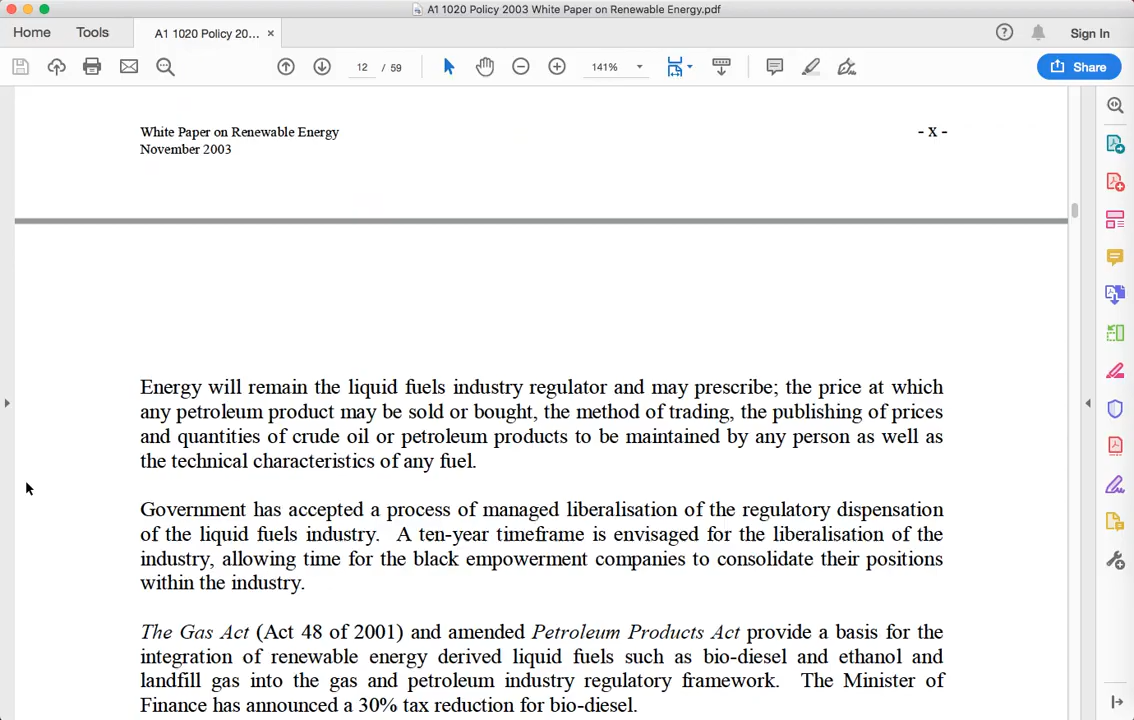 A1 1020 Policy 2003 White Paper on Renewable Energy.pdf
Home
Tools
A1 1020 Policy 20... ×
Sign In
12 / 59
141%
Share
White Paper on Renewable Energy
- X -
November 2003
Energy will remain the liquid fuels industry regulator and may prescribe; the price at which
any petroleum product may be sold or bought, the method of trading, the publishing of prices
and quantities of crude oil or petroleum products to be maintained by any person as well as
the technical characteristics of any fuel.
Government has accepted a process of managed liberalisation of the regulatory dispensation
of the liquid fuels industry.  A ten-year timeframe is envisaged for the liberalisation of the
industry, allowing time for the black empowerment companies to consolidate their positions
within the industry.
The Gas Act (Act 48 of 2001) and amended Petroleum Products Act provide a basis for the
integration of renewable energy derived liquid fuels such as bio-diesel and ethanol and
landfill gas into the gas and petroleum industry regulatory framework.  The Minister of
Finance has announced a 30% tax reduction for bio-diesel.